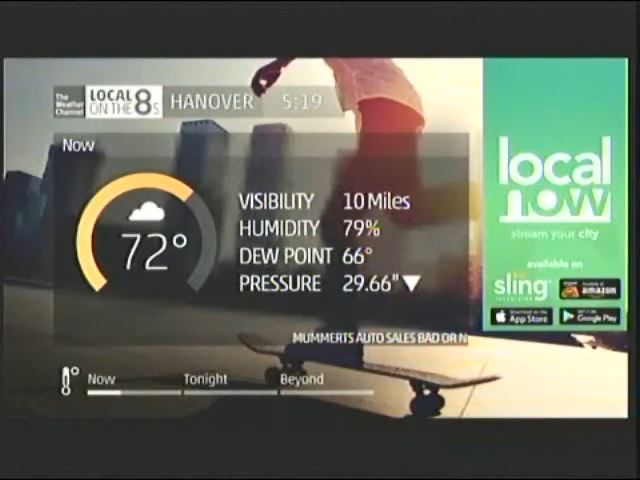 The Weather Channel
LOCAL ON THE 8s
HANOVER 5:19
Now
72°
VISIBILITY 10 Miles
HUMIDITY 79%
DEW POINT 66°
PRESSURE 29.66"
MUMMERTS AUTO SALES BAD OR N
Now Tonight Beyond
local
now
stream your city
available on
sling
TELEVISION
amazon
App Store
Google Play